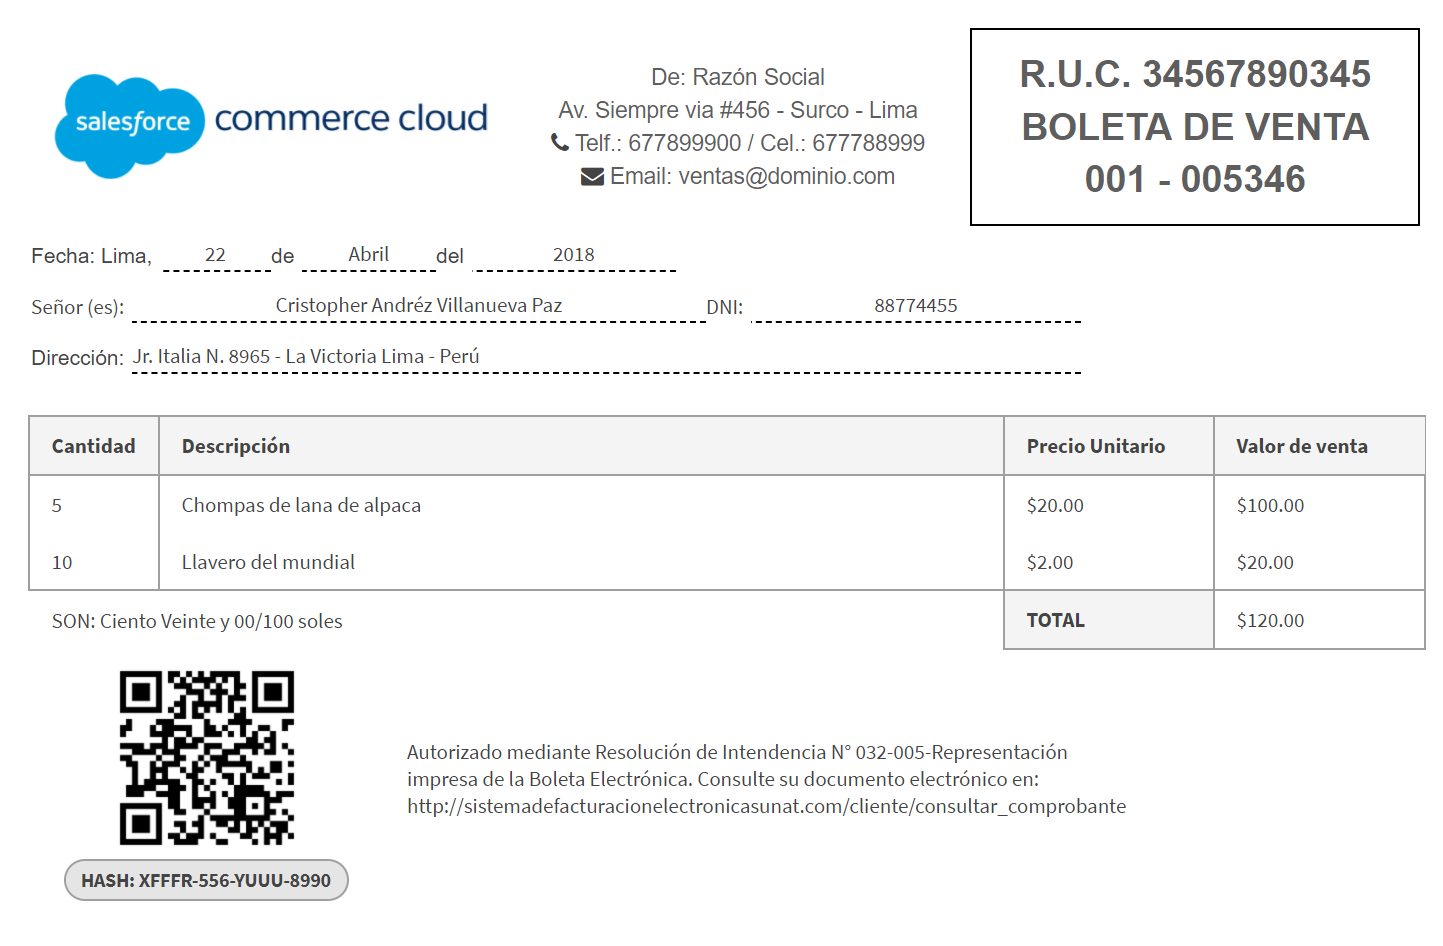 salesforce commerce cloud
De: Razón Social
Av. Siempre via #456 - Surco - Lima
Telf.: 677899900 / Cel.: 677788999
Email: ventas@dominio.com
R.U.C. 34567890345
BOLETA DE VENTA
001 - 005346
Fecha: Lima, 22 de Abril del 2018
Señor (es): Cristopher Andréz Villanueva Paz DNI: 88774455
Dirección: Jr. Italia N. 8965 - La Victoria Lima - Perú
Cantidad Descripción Precio Unitario Valor de venta
5 Chompas de lana de alpaca $20.00 $100.00
10 Llavero del mundial $2.00 $20.00
SON: Ciento Veinte y 00/100 soles TOTAL $120.00
Autorizado mediante Resolución de Intendencia N° 032-005-Representación
impresa de la Boleta Electrónica. Consulte su documento electrónico en:
http://sistemadefacturacionelectronicasunat.com/cliente/consultar_comprobante
HASH: XFFFR-556-YUUU-8990